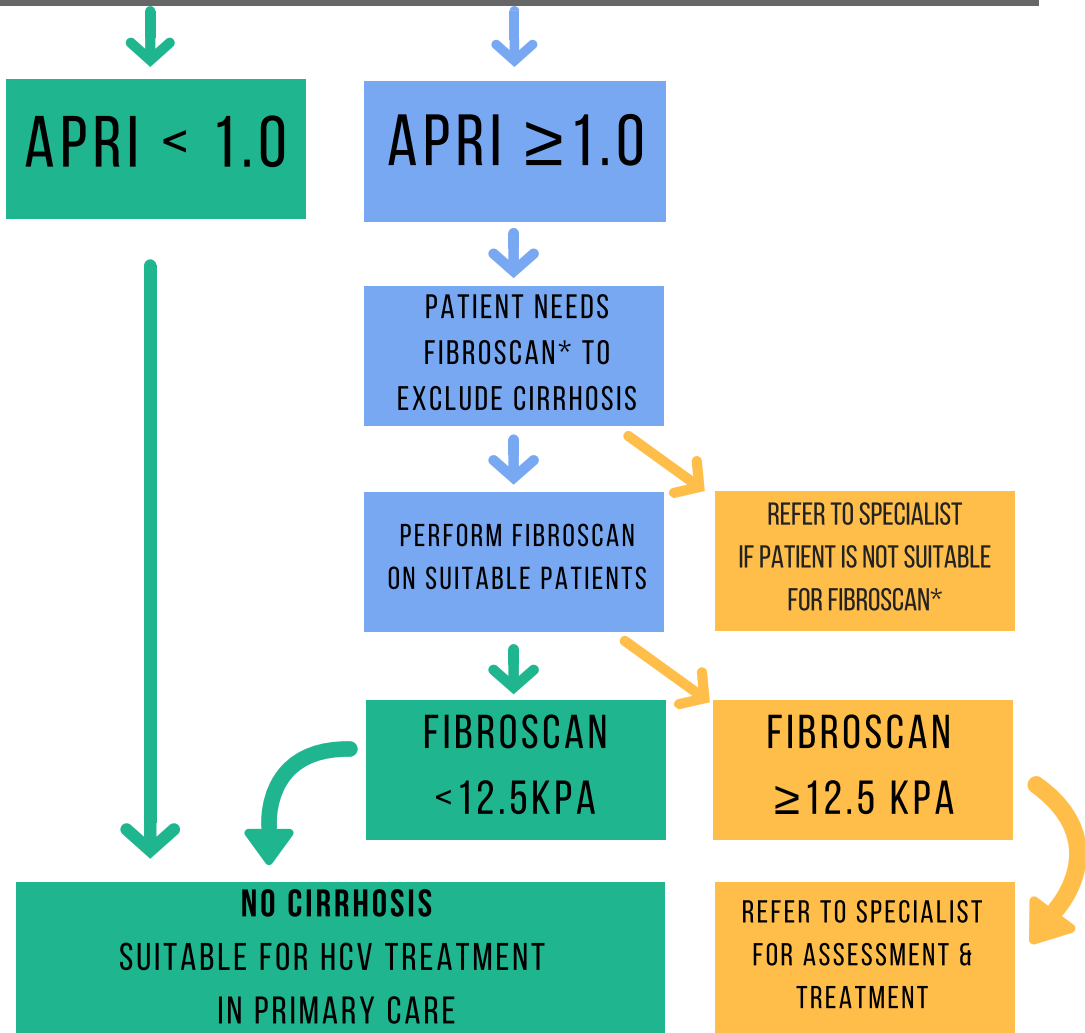 APRI < 1.0
APRI ≥1.0
PATIENT NEEDS
FIBROSCAN* TO
EXCLUDE CIRRHOSIS
PERFORM FIBROSCAN
ON SUITABLE PATIENTS
REFER TO SPECIALIST
IF PATIENT IS NOT SUITABLE
FOR FIBROSCAN*
FIBROSCAN
<12.5KPA
FIBROSCAN
≥12.5 KPA
NO CIRRHOSIS
SUITABLE FOR HCV TREATMENT
IN PRIMARY CARE
REFER TO SPECIALIST
FOR ASSESSMENT &
TREATMENT